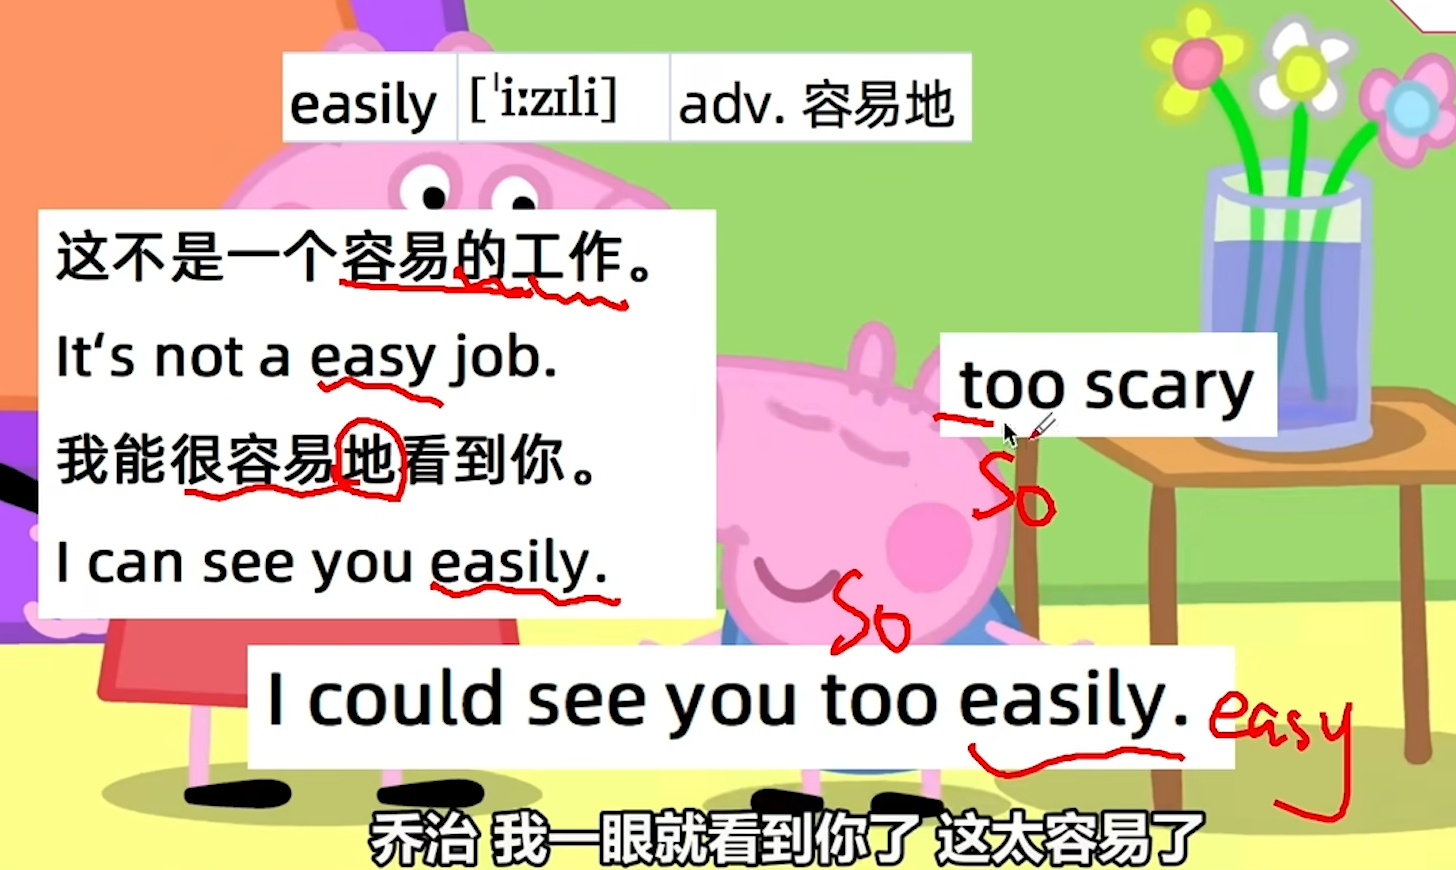 easily [ˈiːzɪli] adv. 容易地
这不是一个容易的工作。
It‘s not a easy job.
我能很容易地看到你。
I can see you easily.
too scary
so
so
I could see you too easily.
easy
乔治 我一眼就看到你了 这太容易了